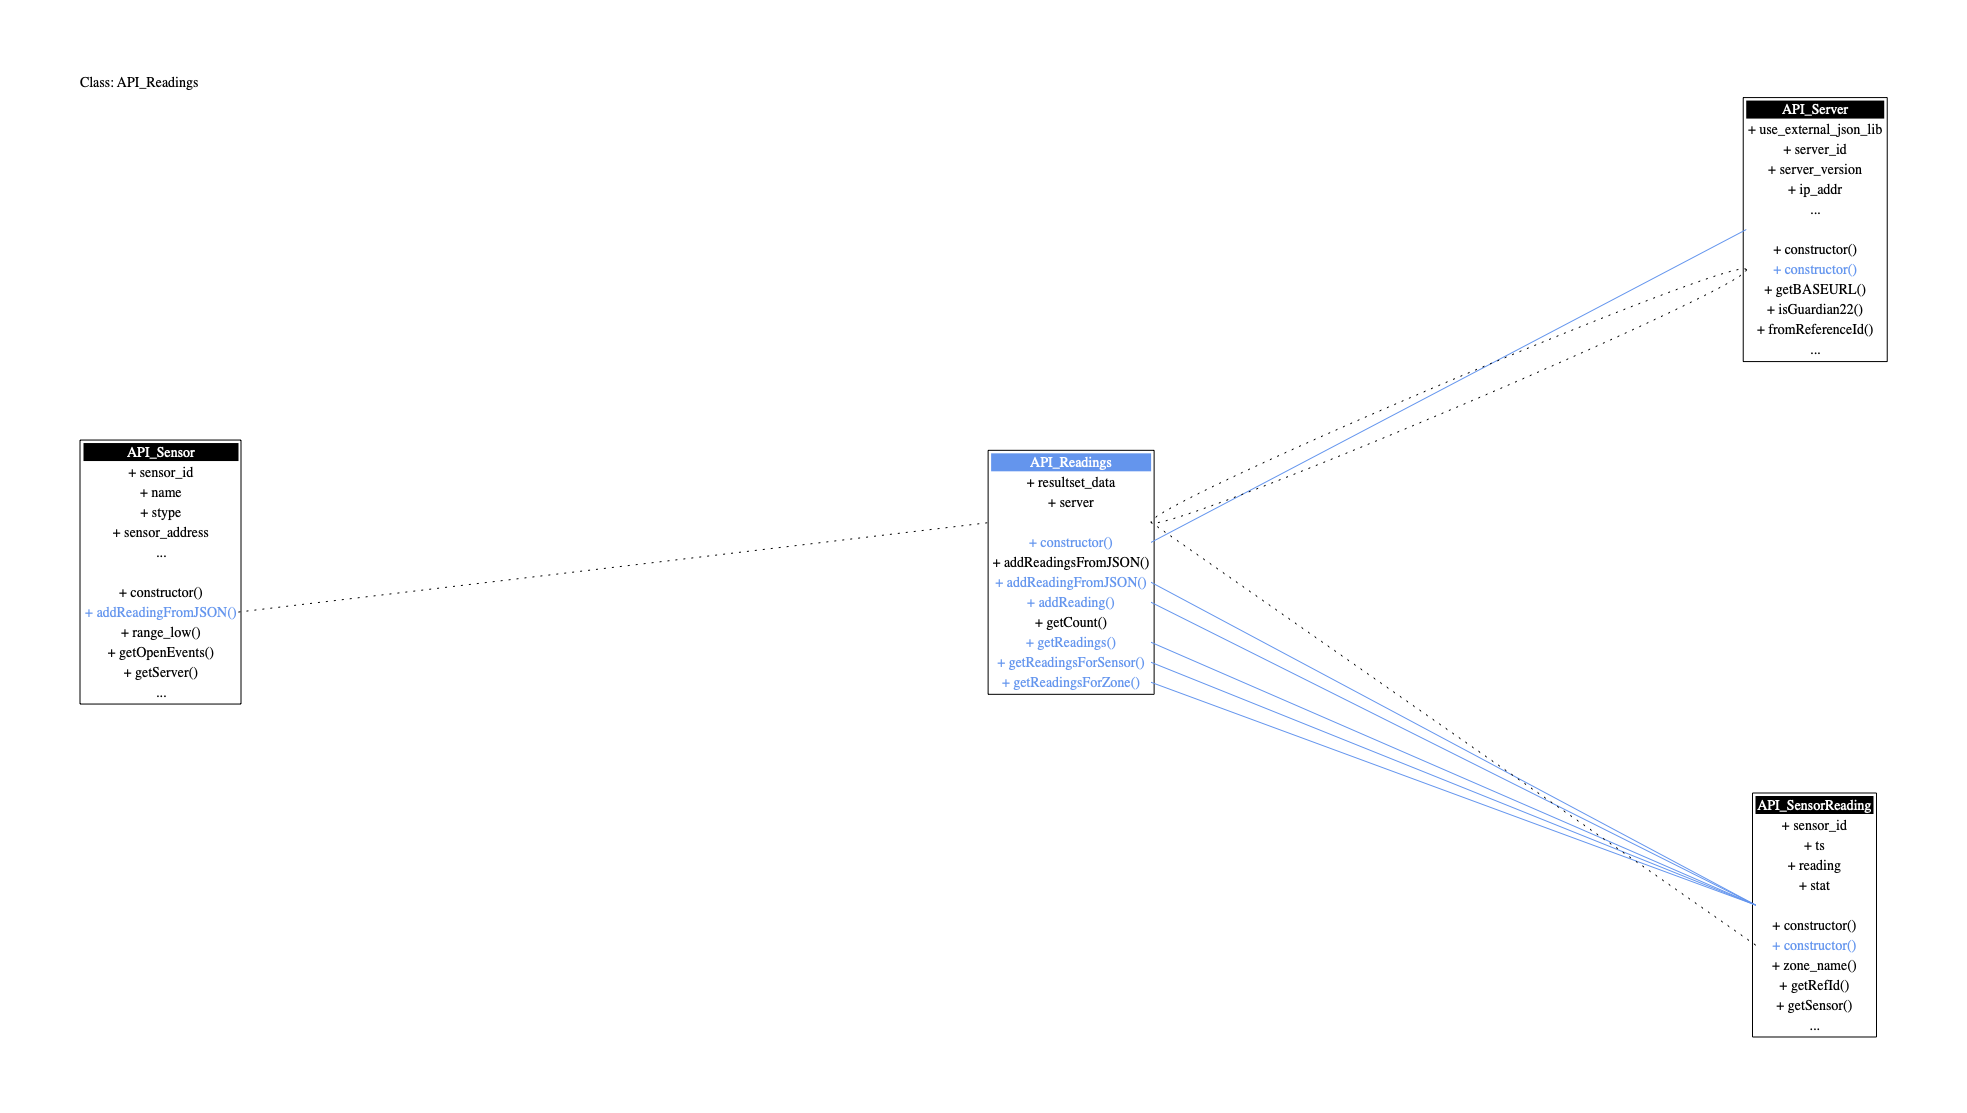 Class: API_Readings
API_Server
+ use_external_json_lib
+ server_id
+ server_version
+ ip_addr
...
+ constructor()
+ constructor()
+ getBASEURL()
+ isGuardian22()
+ fromReferenceId()
...
API_Sensor
+ sensor_id
+ name
+ stype
+ sensor_address
...
+ constructor()
+ addReadingFromJSON()
+ range_low()
+ getOpenEvents()
+ getServer()
...
API_Readings
+ resultset_data
+ server
+ constructor()
+ addReadingsFromJSON()
+ addReadingFromJSON()
+ addReading()
+ getCount()
+ getReadings()
+ getReadingsForSensor()
+ getReadingsForZone()
API_SensorReading
+ sensor_id
+ ts
+ reading
+ stat
+ constructor()
+ constructor()
+ zone_name()
+ getRefId()
+ getSensor()
...